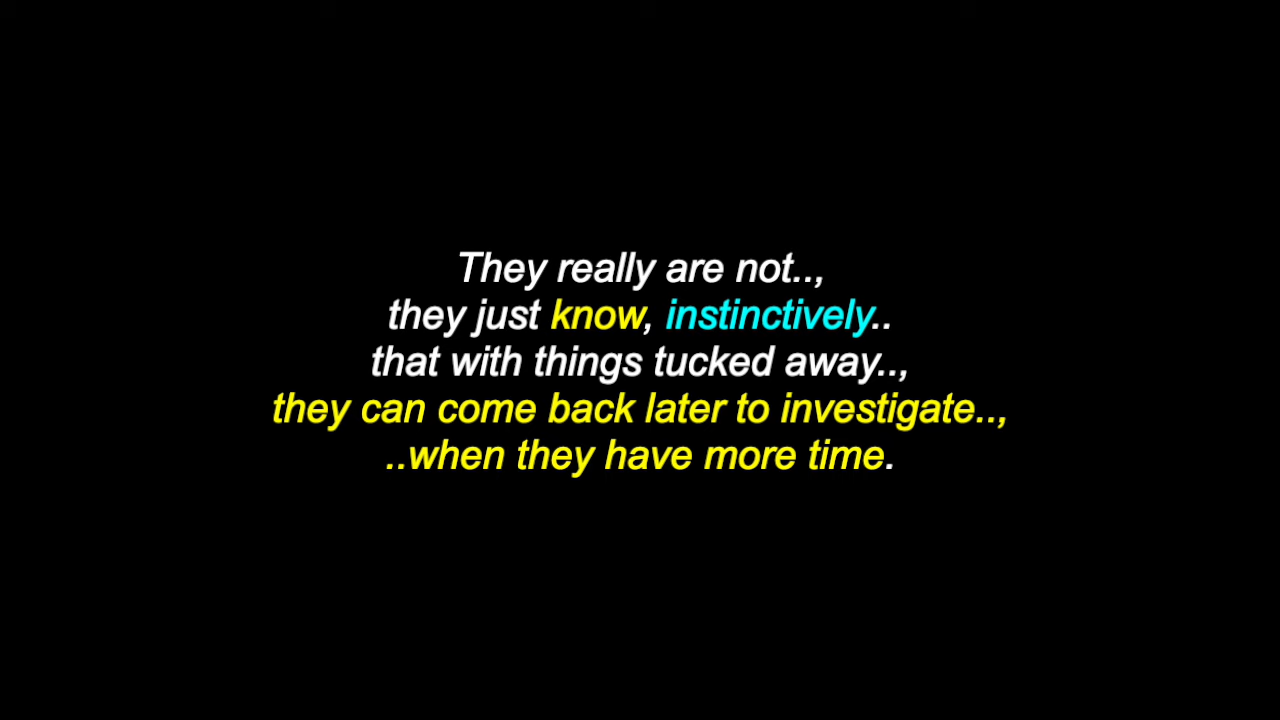 They really are not..,
they just know, instinctively..
that with things tucked away..,
they can come back later to investigate..,
..when they have more time.